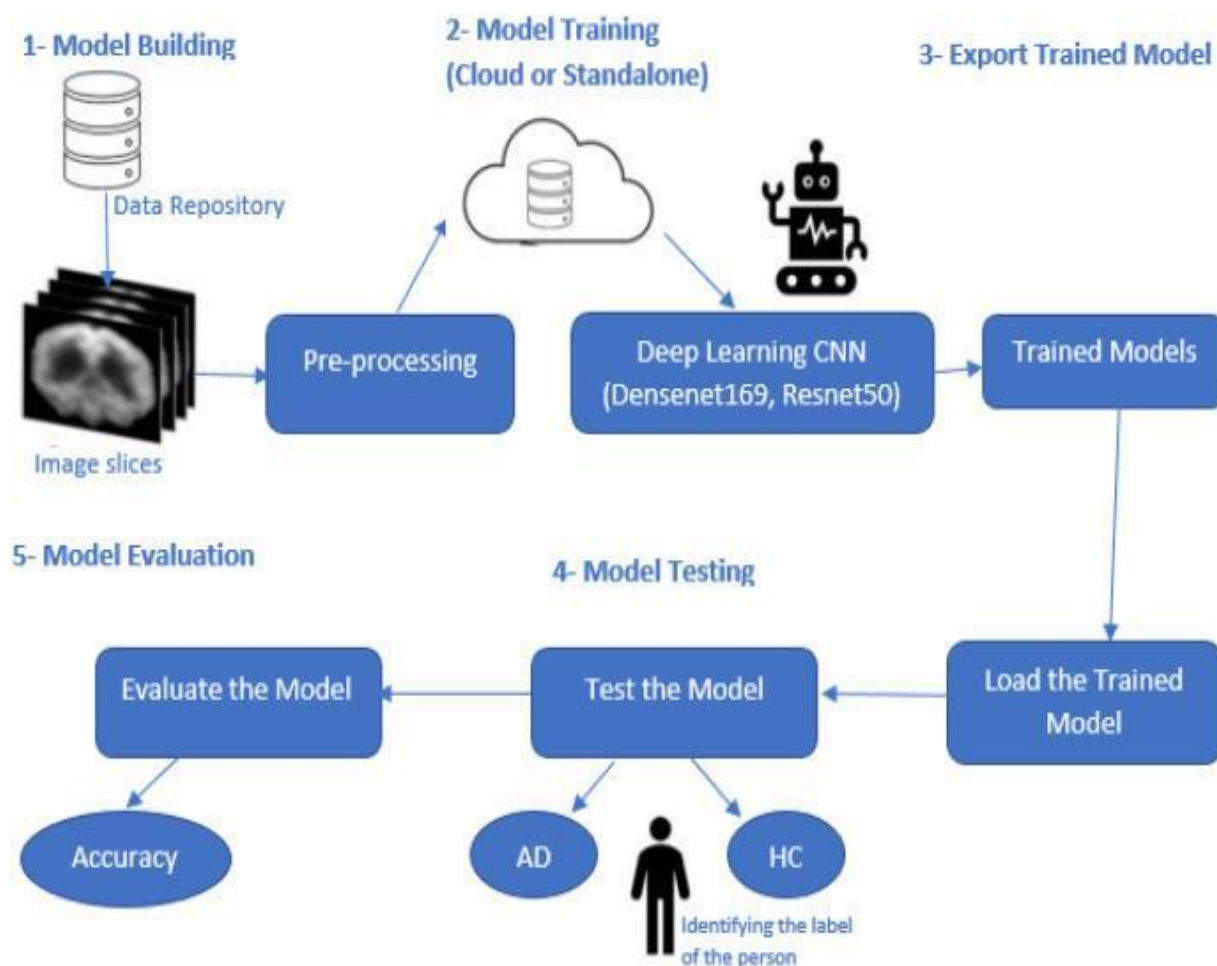 1- Model Building
2- Model Training
(Cloud or Standalone)
3- Export Trained Model
Data Repository
Image slices
Pre-processing
Deep Learning CNN
(Densenet169, Resnet50)
Trained Models
5- Model Evaluation
4- Model Testing
Evaluate the Model
Test the Model
Load the Trained
Model
Accuracy
AD
HC
Identifying the label
of the person